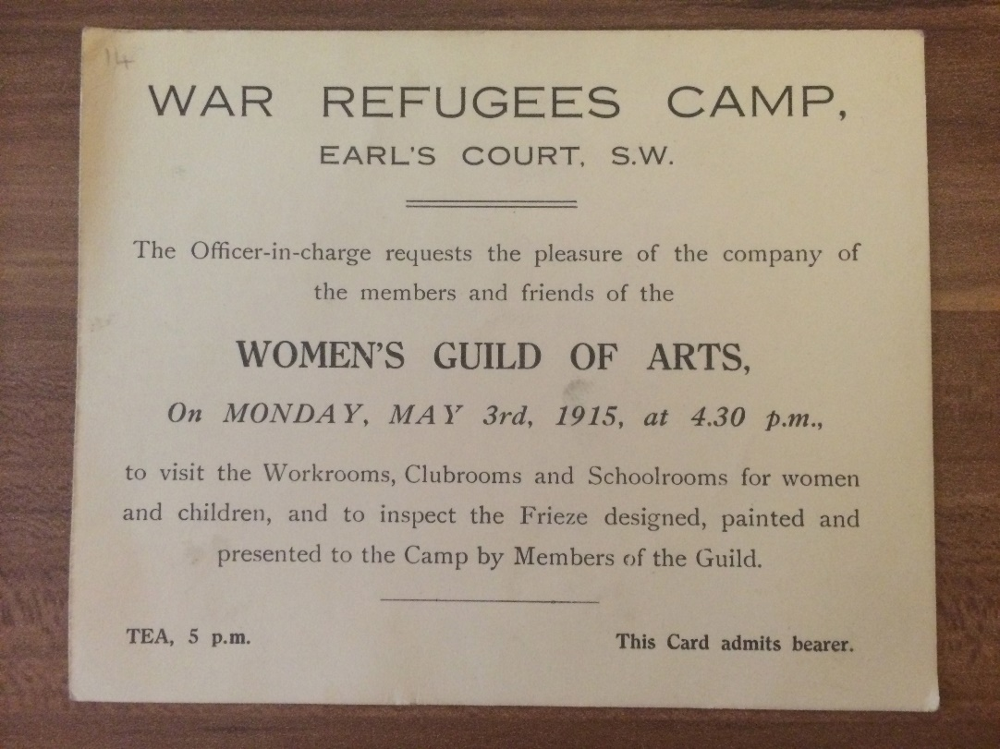 14
WAR REFUGEES CAMP,
EARL'S COURT, S.W.
The Officer-in-charge requests the pleasure of the company of
the members and friends of the
WOMEN'S GUILD OF ARTS,
On MONDAY, MAY 3rd, 1915, at 4.30 p.m.,
to visit the Workrooms, Clubrooms and Schoolrooms for women
and children, and to inspect the Frieze designed, painted and
presented to the Camp by Members of the Guild.
TEA, 5 p.m.
This Card admits bearer.